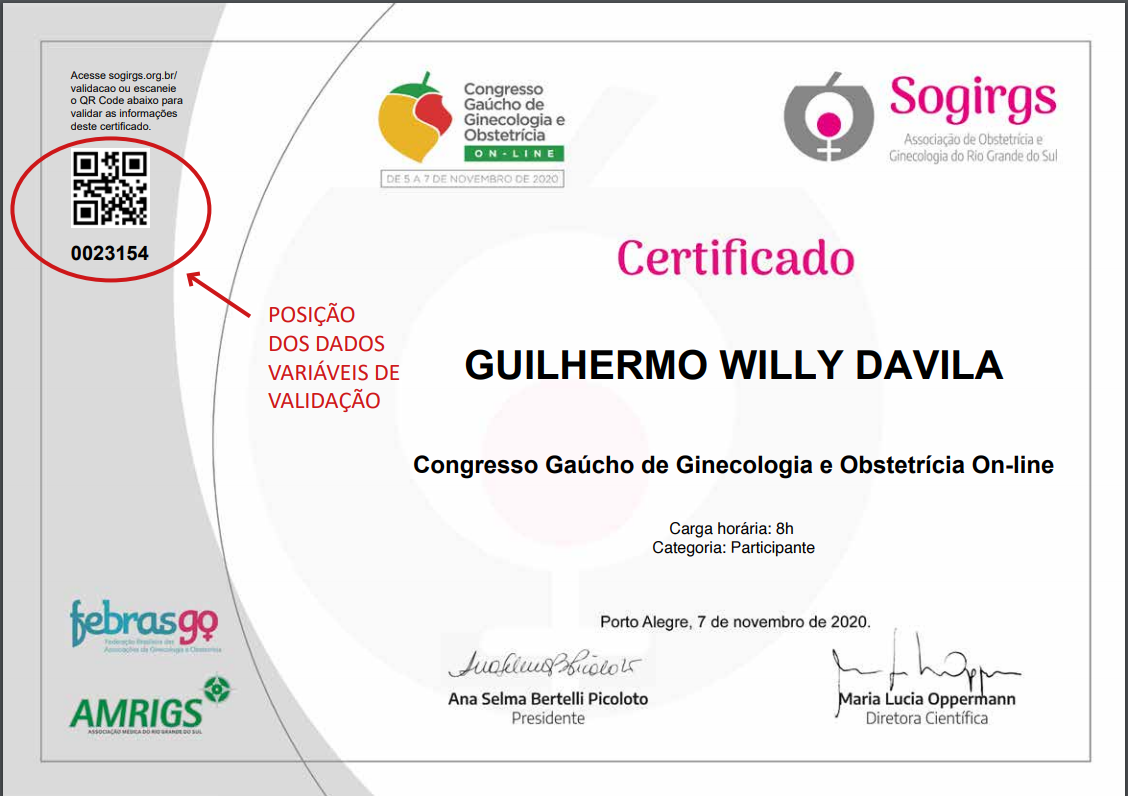 Acesse sogirgs.org.br/
validacao ou escaneie
o QR Code abaixo para
validar as informações
deste certificado.
0023154
POSIÇÃO
DOS DADOS
VARIÁVEIS DE
VALIDAÇÃO
Congresso
Gaúcho de
Ginecologia e
Obstetrícia
ON-LINE
DE 5 A 7 DE NOVEMBRO DE 2020
Sogirgs
Associação de Obstetrícia e
Ginecologia do Rio Grande do Sul
Certificado
GUILHERMO WILLY DAVILA
Congresso Gaúcho de Ginecologia e Obstetrícia On-line
Carga horária: 8h
Categoria: Participante
Porto Alegre, 7 de novembro de 2020.
Ana Selma Bertelli Picoloto
Presidente
Maria Lucia Oppermann
Diretora Científica
febrasgo
Federação Brasileira das
Associações de Ginecologia e Obstetrícia
AMRIGS
ASSOCIAÇÃO MÉDICA DO RIO GRANDE DO SUL